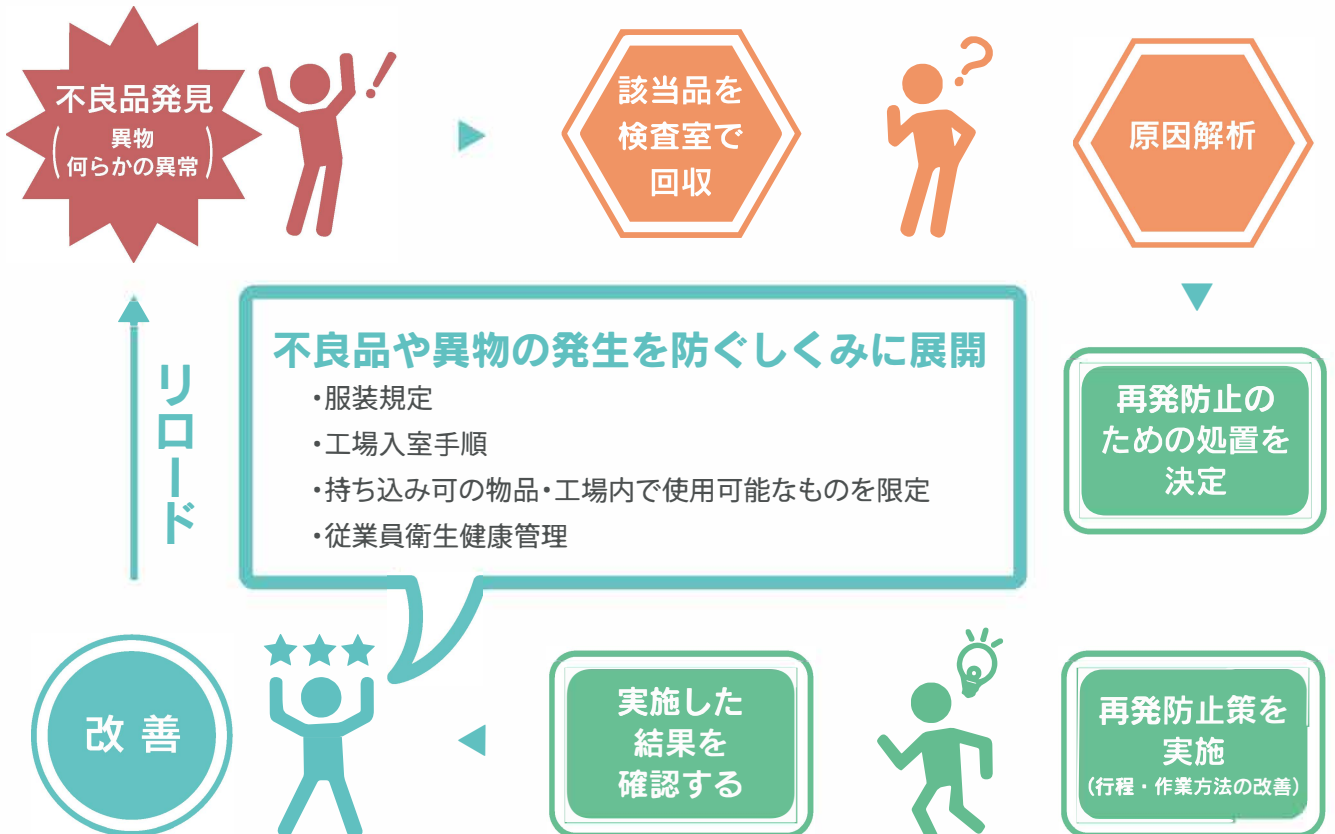 不良品発見
(異物
何らかの異常)
!
該当品を
検査室で
回収
?
原因解析
再発防止の
ための処置を
決定
再発防止策を
実施
(行程・作業方法の改善)
実施した
結果を
確認する
不良品や異物の発生を防ぐしくみに展開
・服装規定
・工場入室手順
・持ち込み可の物品・工場内で使用可能なものを限定
・従業員衛生健康管理
改善
リロード